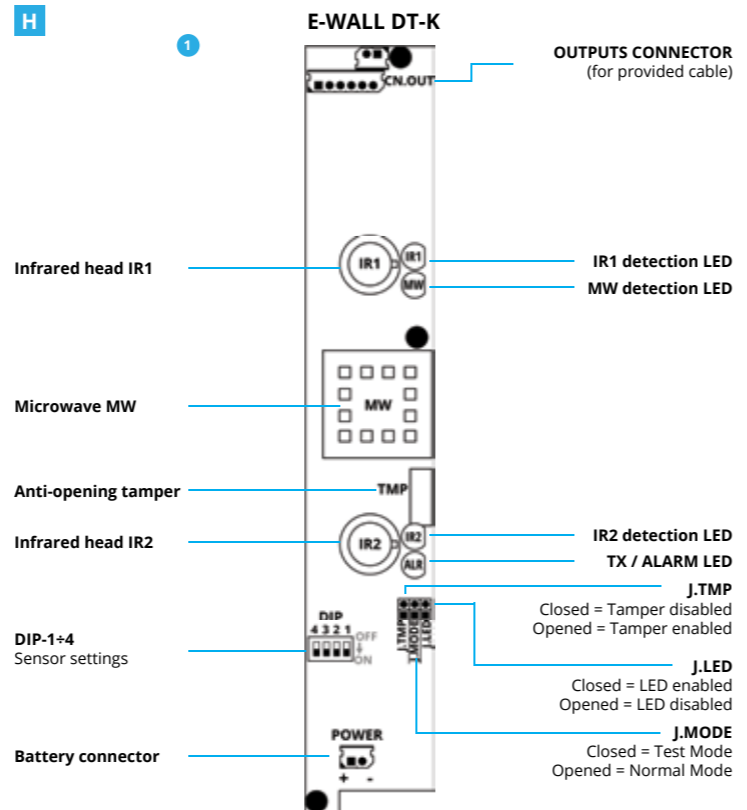 H
E-WALL DT-K
1
OUTPUTS CONNECTOR
(for provided cable)
CN.OUT
Infrared head IR1
IR1
IR1
MW
IR1 detection LED
MW detection LED
Microwave MW
MW
Anti-opening tamper
TMP
Infrared head IR2
IR2
IR2
ALR
IR2 detection LED
TX / ALARM LED
J.TMP
Closed = Tamper disabled
Opened = Tamper enabled
DIP
4 3 2 1
OFF
ON
J.TMP
J.MODE
J.LED
DIP-1÷4
Sensor settings
J.LED
Closed = LED enabled
Opened = LED disabled
J.MODE
Closed = Test Mode
Opened = Normal Mode
POWER
Battery connector
+ -